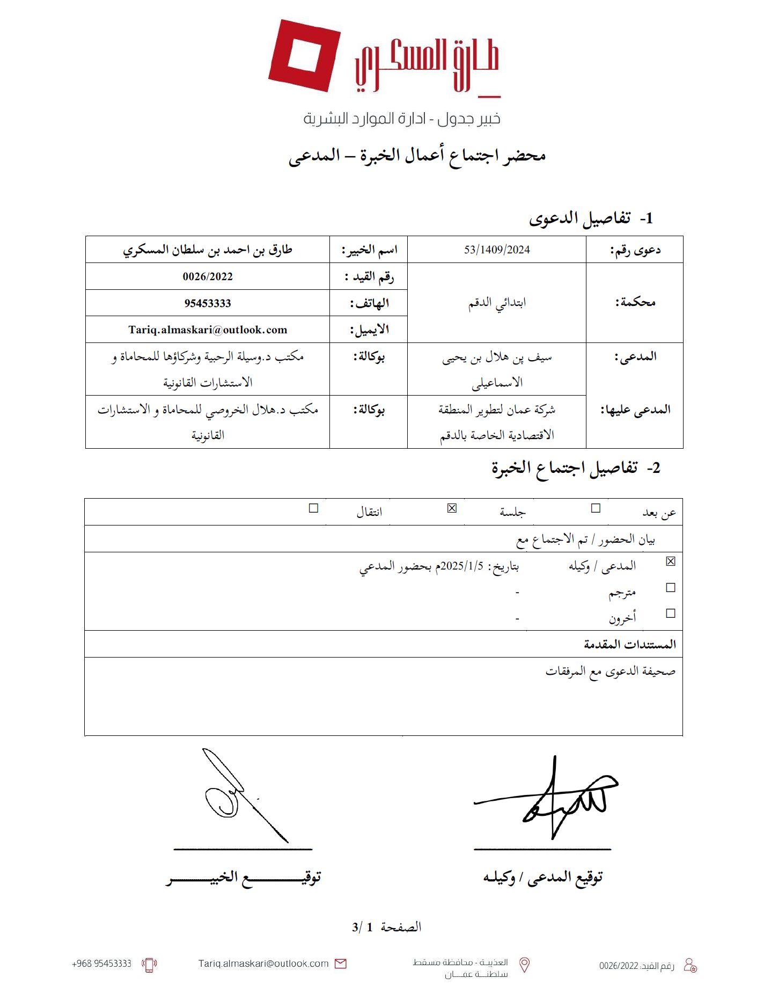 طارق المسكري
خبير جدول - ادارة الموارد البشرية
محضر اجتماع أعمال الخبرة – المدعى
1- تفاصيل الدعوى
دعوى رقم: 53/1409/2024 اسم الخبير: طارق بن احمد بن سلطان المسكري
محكمة: ابتدائي الدقم
رقم القيد : 0026/2022
الهاتف: 95453333
الايميل: Tariq.almaskari@outlook.com
المدعى: سيف پن هلال بن يحيى
الاسماعيلى
بوكالة: مكتب د.وسيلة الرحبية وشركاؤها للمحاماة و
الاستشارات القانونية
المدعى عليها: شركة عمان لتطوير المنطقة
الاقتصادية الخاصة بالدقم
بوكالة: مكتب د.هلال الخروصي للمحاماة و الاستشارات
القانونية
2- تفاصيل اجتماع الخبرة
عن بعد ☐ جلسة ☒ انتقال ☐
بيان الحضور / تم الاجتماع مع
☒ المدعى / وكيله بتاريخ: 2025/1/5م بحضور المدعي
☐ مترجم -
☐ أخرون -
المستندات المقدمة
صحيفة الدعوى مع المرفقات
توقيع المدعى / وكيلـه توقيـــــــــع الخبيـــــــر
الصفحة 1 /3
رقم القيد: 0026/2022
العذيبـة - محافظة مسقط
سلطنــة عمــــان
Tariq.almaskari@outlook.com
+968 95453333